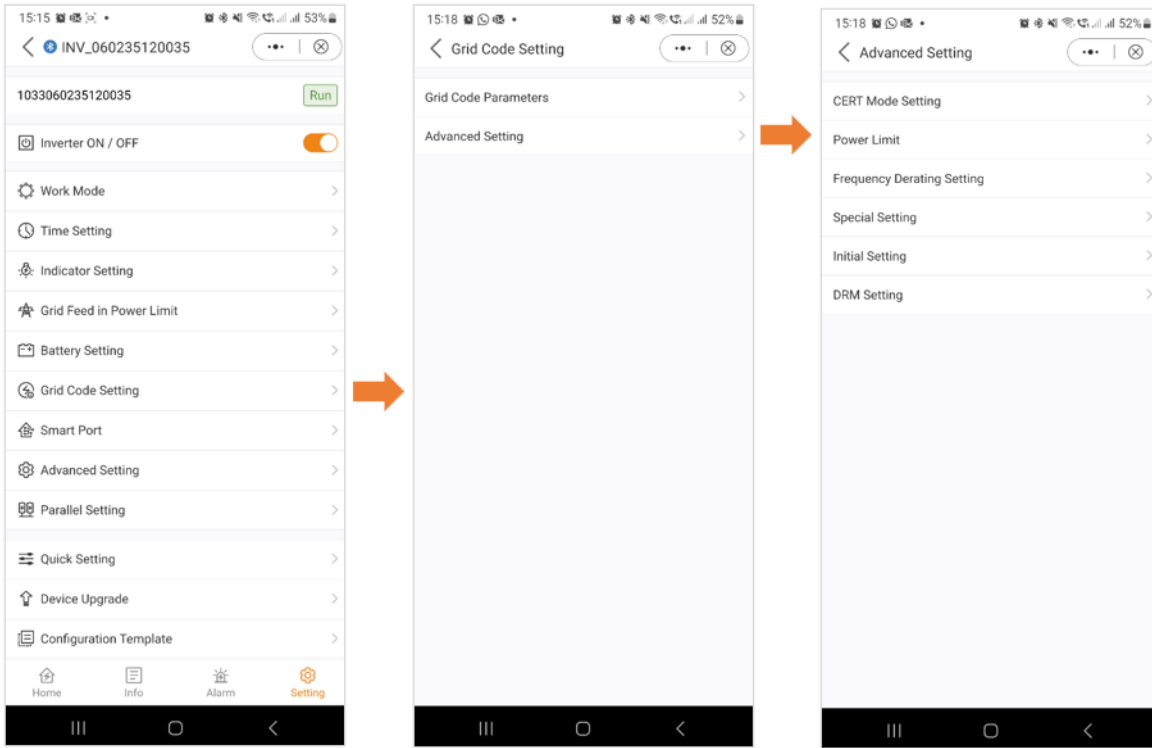 15:15
53%
INV_060235120035
1033060235120035
Run
Inverter ON / OFF
Work Mode
Time Setting
Indicator Setting
Grid Feed in Power Limit
Battery Setting
Grid Code Setting
Smart Port
Advanced Setting
Parallel Setting
Quick Setting
Device Upgrade
Configuration Template
Home
Info
Alarm
Setting
15:18
52%
Grid Code Setting
Grid Code Parameters
Advanced Setting
15:18
52%
Advanced Setting
CERT Mode Setting
Power Limit
Frequency Derating Setting
Special Setting
Initial Setting
DRM Setting